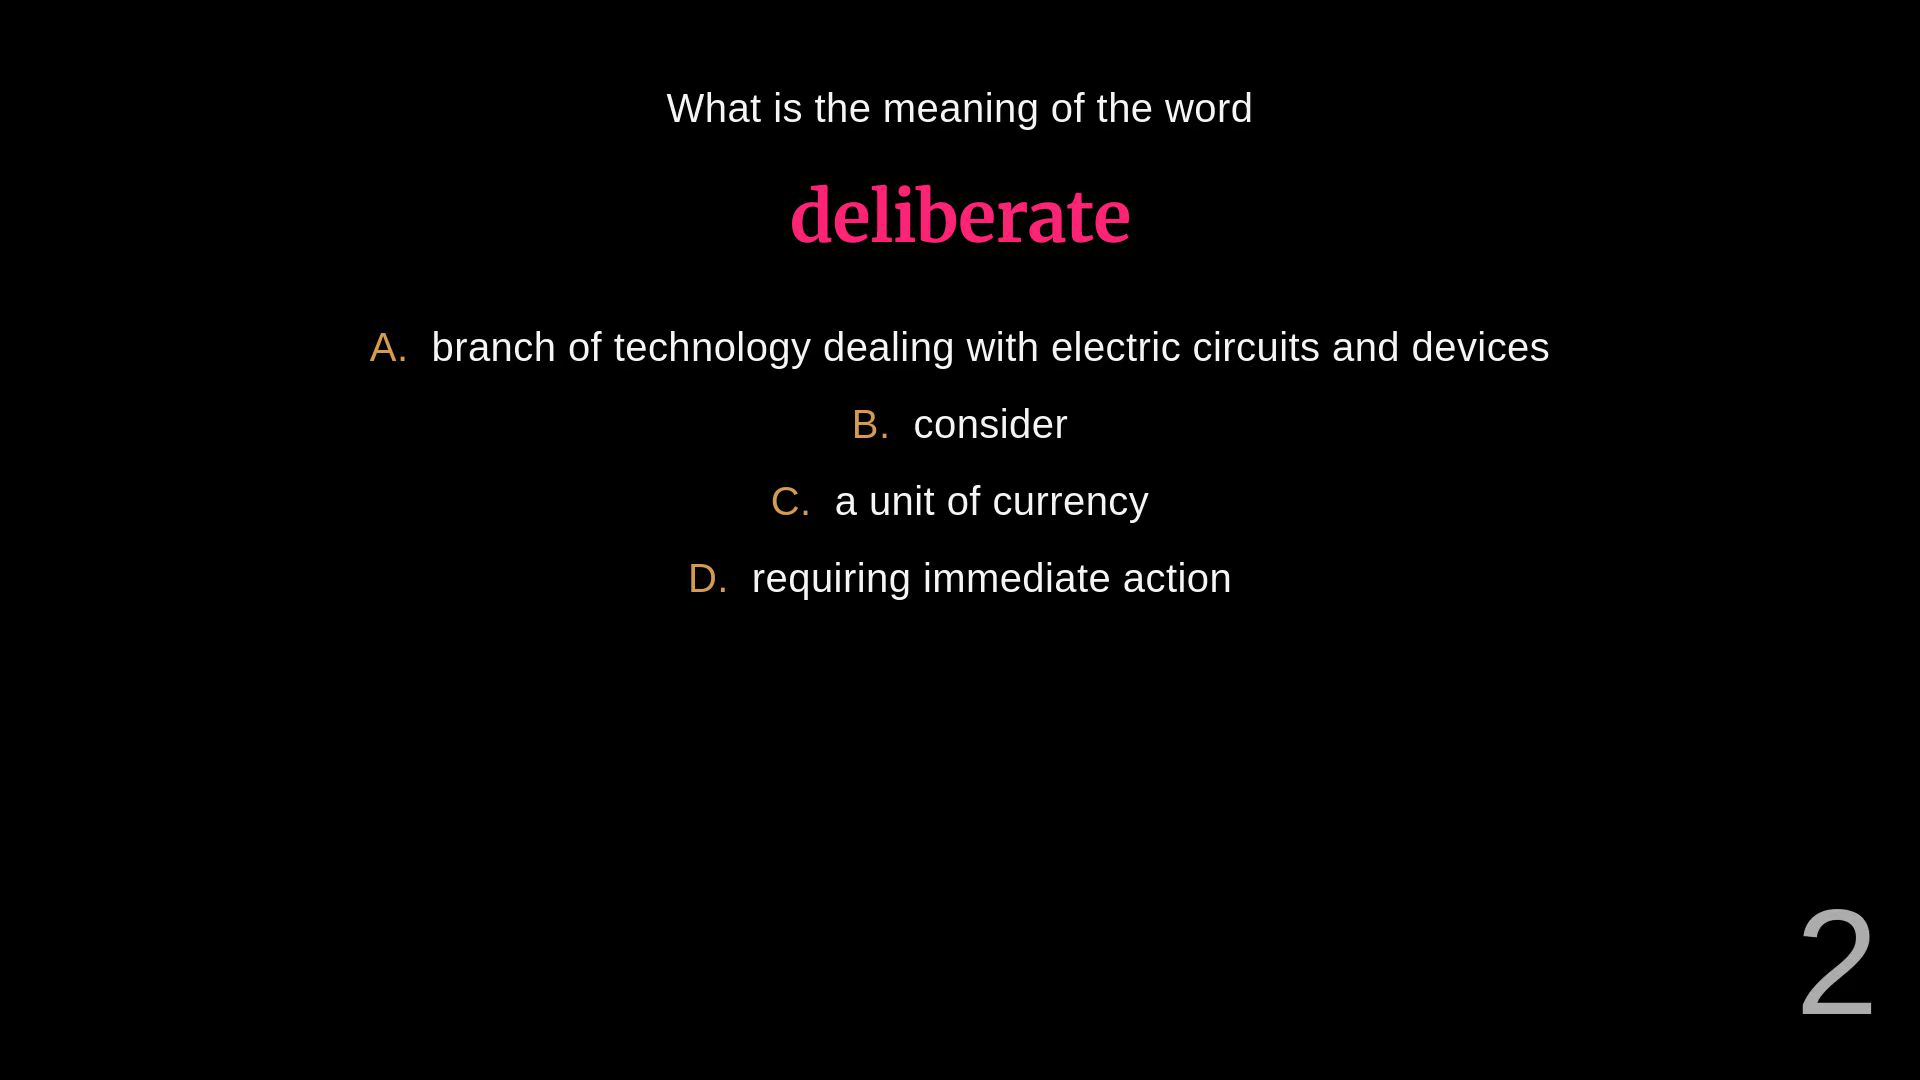 What is the meaning of the word
deliberate
A. branch of technology dealing with electric circuits and devices
B. consider
C. a unit of currency
D. requiring immediate action
2